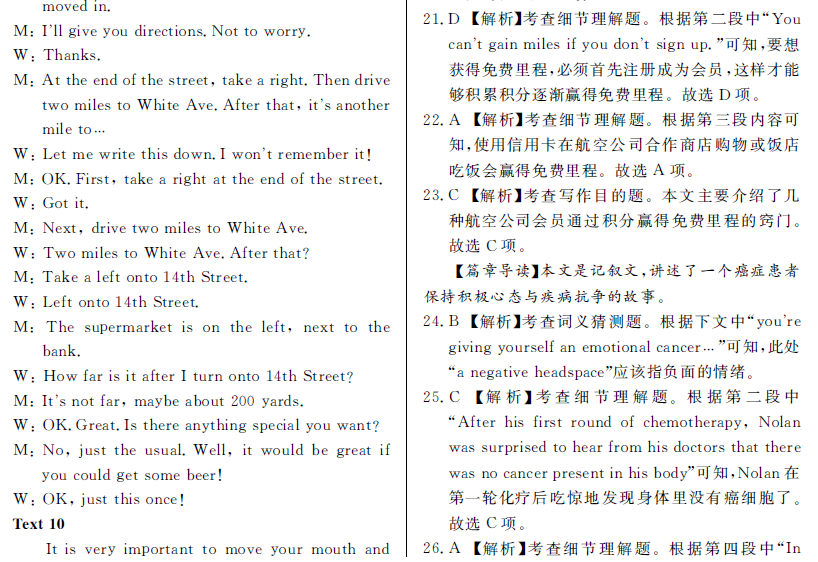 moved in.
M: I'll give you directions. Not to worry.
W: Thanks.
M: At the end of the street, take a right. Then drive
two miles to White Ave. After that, it's another
mile to…
W: Let me write this down. I won't remember it!
M: OK. First, take a right at the end of the street.
W: Got it.
M: Next, drive two miles to White Ave.
W: Two miles to White Ave. After that?
M: Take a left onto 14th Street.
W: Left onto 14th Street.
M: The supermarket is on the left, next to the
bank.
W: How far is it after I turn onto 14th Street?
M: It's not far, maybe about 200 yards.
W: OK. Great. Is there anything special you want?
M: No, just the usual. Well, it would be great if
you could get some beer!
W: OK, just this once!
Text 10
It is very important to move your mouth and
21. D 【解析】考查细节理解题。根据第二段中“You
can't gain miles if you don't sign up.”可知,要想
获得免费里程,必须首先注册成为会员,这样才能
够积累积分逐渐赢得免费里程。故选 D 项。
22. A 【解析】考查细节理解题。根据第三段内容可
知,使用信用卡在航空公司合作商店购物或饭店
吃饭会赢得免费里程。故选 A 项。
23. C 【解析】考查写作目的题。本文主要介绍了几
种航空公司会员通过积分赢得免费里程的窍门。
故选 C 项。
【篇章导读】本文是记叙文,讲述了一个癌症患者
保持积极心态与疾病抗争的故事。
24. B 【解析】考查词义猜测题。根据下文中“you're
giving yourself an emotional cancer…”可知,此处
“a negative headspace”应该指负面的情绪。
25. C 【解析】考查细节理解题。根据第二段中
“After his first round of chemotherapy, Nolan
was surprised to hear from his doctors that there
was no cancer present in his body”可知,Nolan 在
第一轮化疗后吃惊地发现身体里没有癌细胞了。
故选 C 项。
26. A 【解析】考查细节理解题。根据第四段中“In